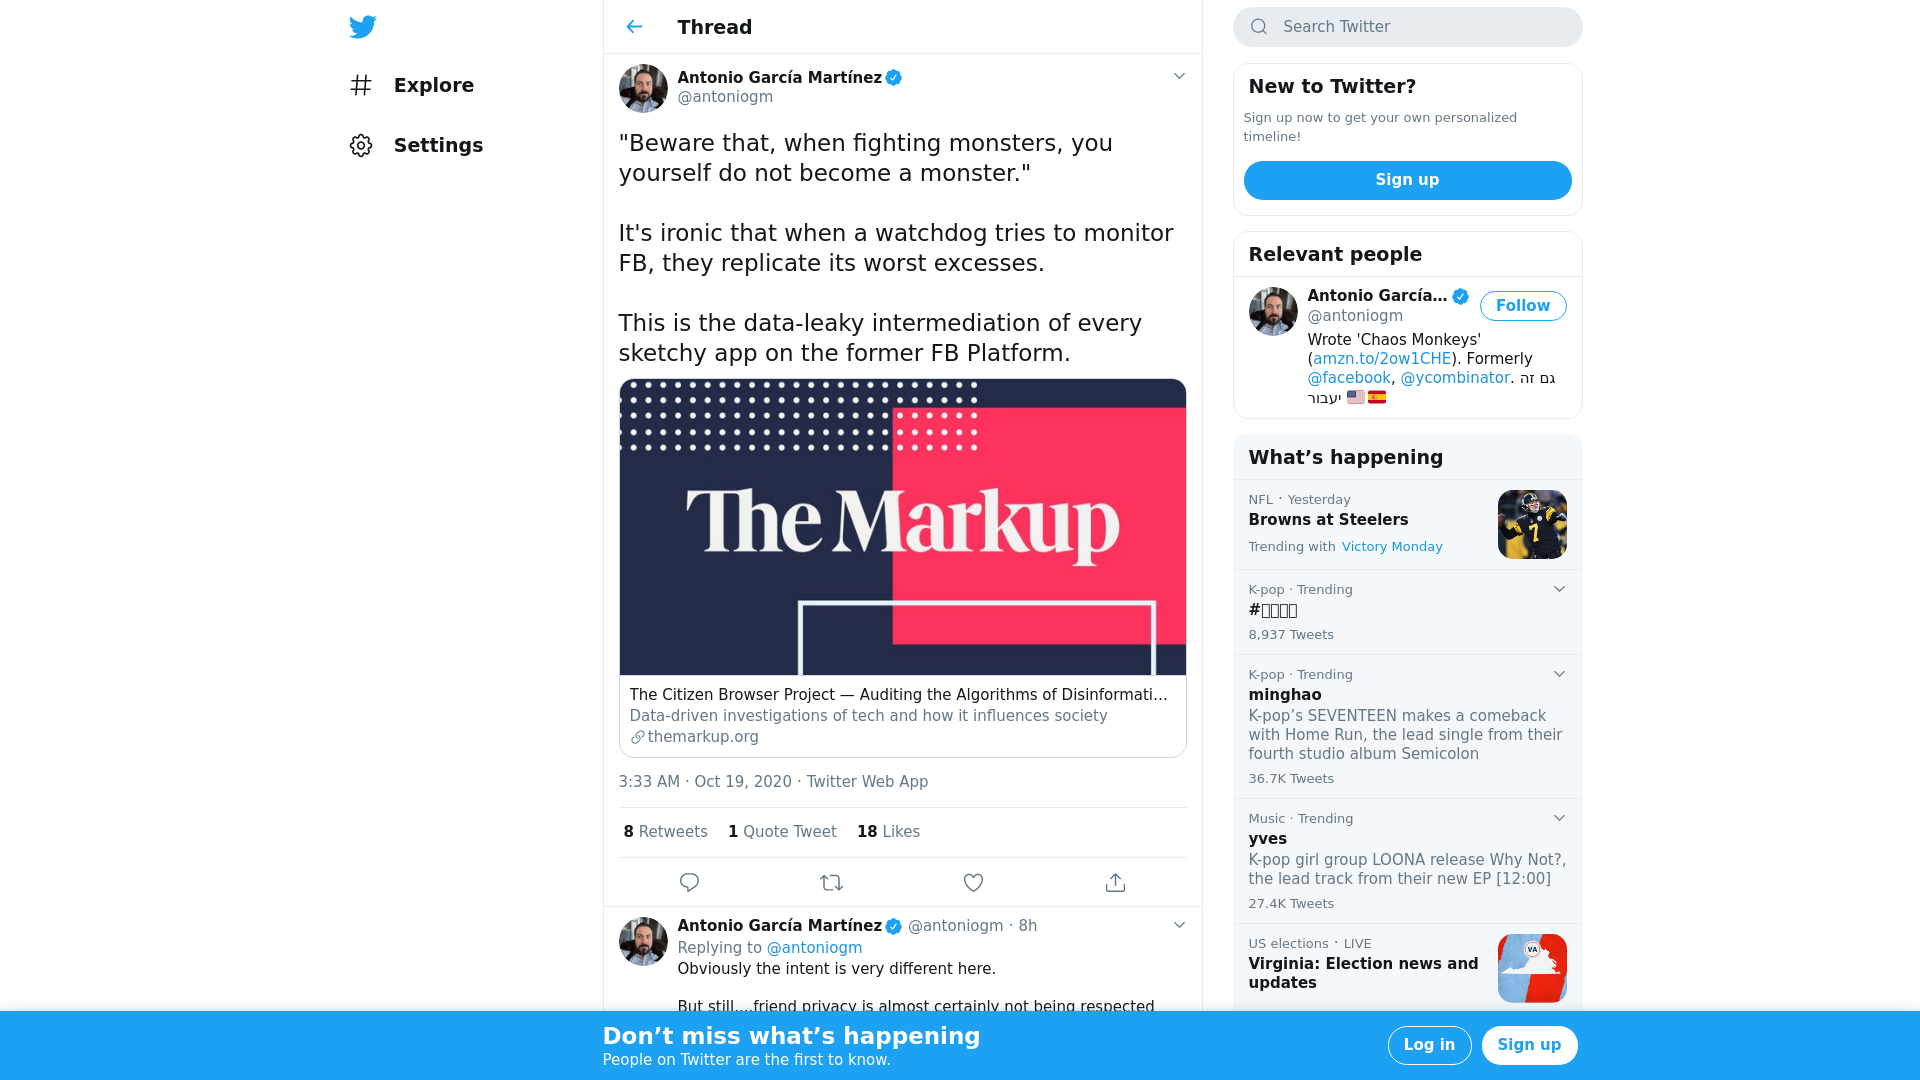 Explore
Settings
Thread
Antonio García Martínez
@antoniogm
"Beware that, when fighting monsters, you
yourself do not become a monster."
It's ironic that when a watchdog tries to monitor
FB, they replicate its worst excesses.
This is the data-leaky intermediation of every
sketchy app on the former FB Platform.
The Markup
The Citizen Browser Project — Auditing the Algorithms of Disinformati...
Data-driven investigations of tech and how it influences society
themarkup.org
3:33 AM · Oct 19, 2020 · Twitter Web App
8 Retweets 1 Quote Tweet 18 Likes
Antonio García Martínez @antoniogm · 8h
Replying to @antoniogm
Obviously the intent is very different here.
But still....friend privacy is almost certainly not being respected
Search Twitter
New to Twitter?
Sign up now to get your own personalized
timeline!
Sign up
Relevant people
Antonio García...
Follow
@antoniogm
Wrote 'Chaos Monkeys'
(amzn.to/2ow1CHE). Formerly
@facebook, @ycombinator. גם זה
יעבור
What’s happening
NFL · Yesterday
Browns at Steelers
Trending with Victory Monday
7
K-pop · Trending
#
8,937 Tweets
K-pop · Trending
minghao
K-pop’s SEVENTEEN makes a comeback
with Home Run, the lead single from their
fourth studio album Semicolon
36.7K Tweets
Music · Trending
yves
K-pop girl group LOONA release Why Not?,
the lead track from their new EP [12:00]
27.4K Tweets
US elections · LIVE
Virginia: Election news and
updates
VA
Don’t miss what’s happening
People on Twitter are the first to know.
Log in
Sign up